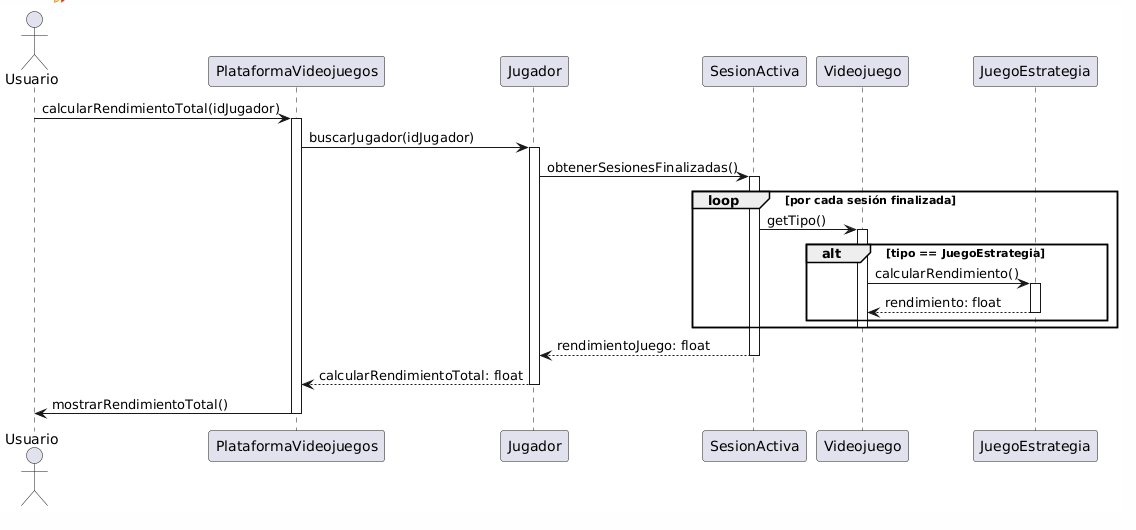 Usuario
PlataformaVideojuegos
Jugador
SesionActiva
Videojuego
JuegoEstrategia
calcularRendimientoTotal(idJugador)
buscarJugador(idJugador)
obtenerSesionesFinalizadas()
loop
[por cada sesión finalizada]
getTipo()
alt
[tipo == JuegoEstrategia]
calcularRendimiento()
rendimiento: float
rendimientoJuego: float
calcularRendimientoTotal: float
mostrarRendimientoTotal()
Usuario
PlataformaVideojuegos
Jugador
SesionActiva
Videojuego
JuegoEstrategia